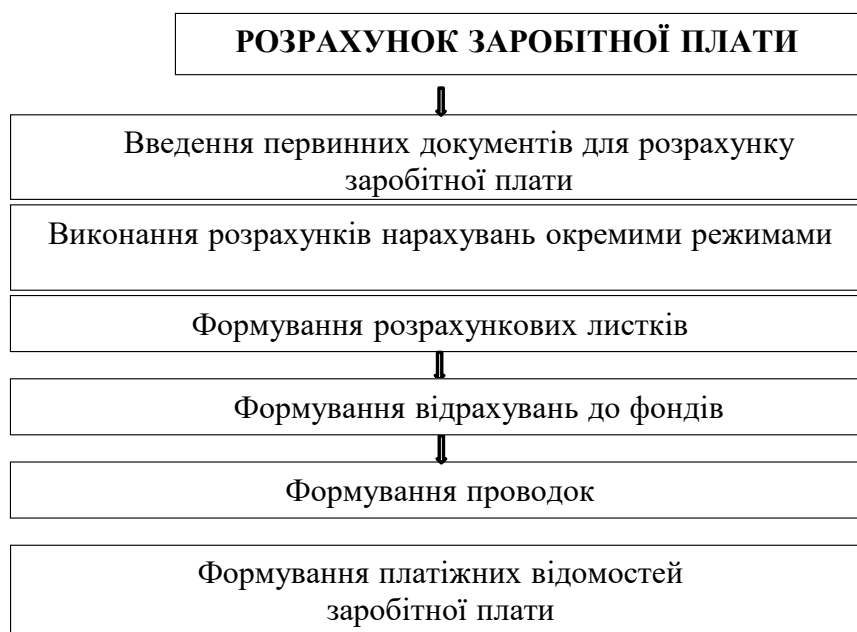 РОЗРАХУНОК ЗАРОБІТНОЇ ПЛАТИ
Введення первинних документів для розрахунку
заробітної плати
Виконання розрахунків нарахувань окремими режимами
Формування розрахункових листків
Формування відрахувань до фондів
Формування проводок
Формування платіжних відомостей
заробітної плати